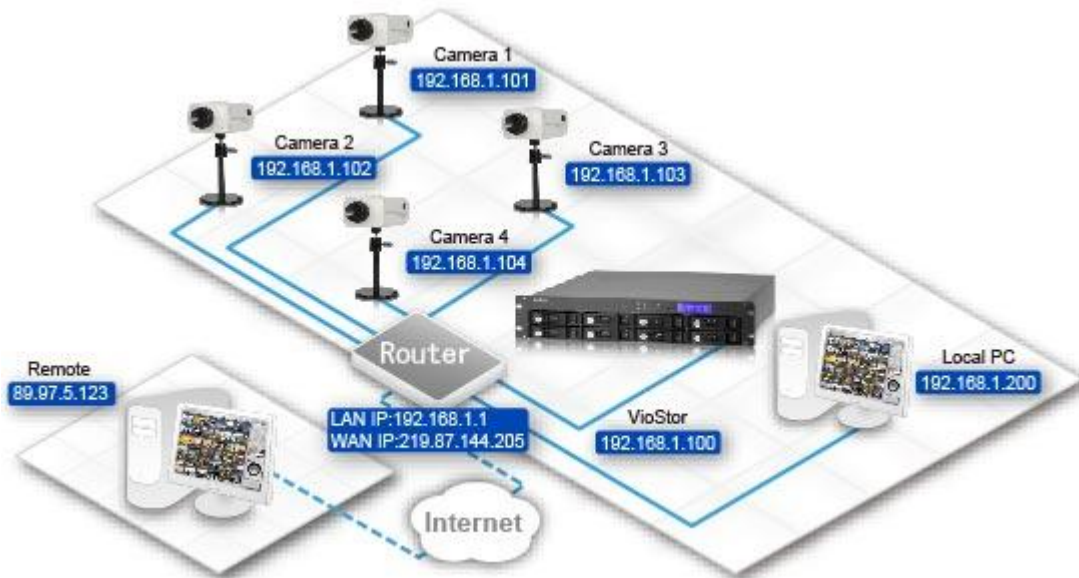 Camera 1
192.168.1.101
Camera 2
192.168.1.102
Camera 3
192.168.1.103
Camera 4
192.168.1.104
Router
LAN IP:192.168.1.1
WAN IP:219.87.144.205
Remote
89.97.5.123
VioStor
192.168.1.100
Local PC
192.168.1.200
Internet